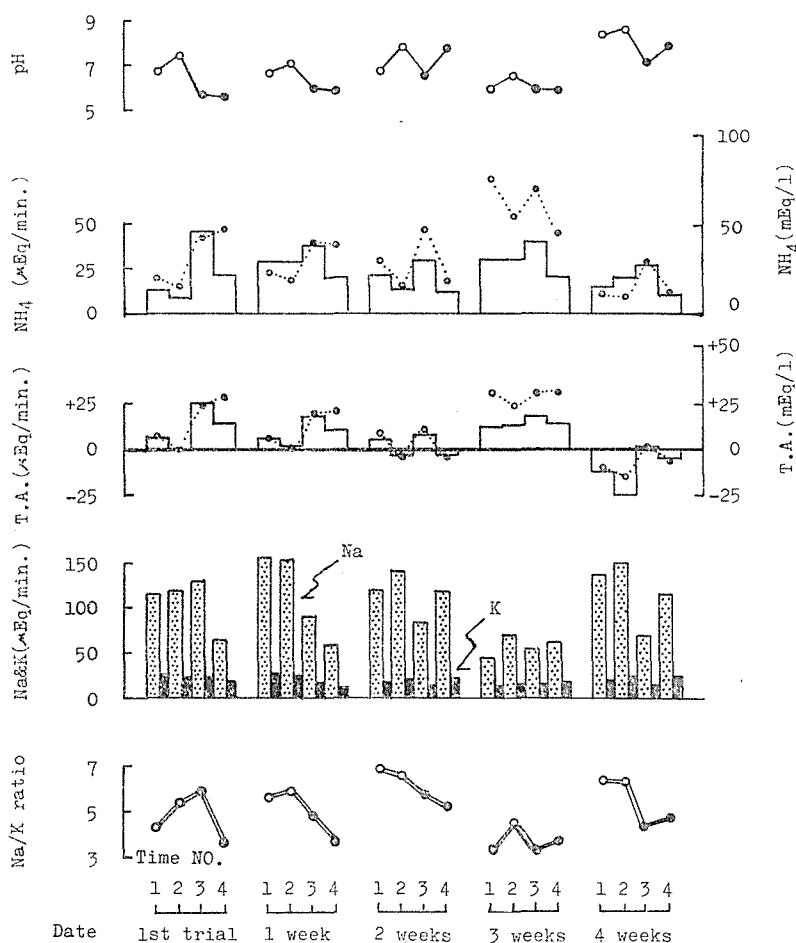 pH
9
7
5
NH4 (μEq/min.)
50
25
0
100
50
0
NH4 (mEq/l)
T.A.(μEq/min.)
+25
0
-25
+50
+25
0
-25
T.A.(mEq/l)
Na&K(μEq/min.)
150
100
50
0
Na
K
Na/K ratio
7
5
3
Time NO.
1 2 3 4 1 2 3 4 1 2 3 4 1 2 3 4 1 2 3 4
Date 1st trial 1 week 2 weeks 3 weeks 4 weeks